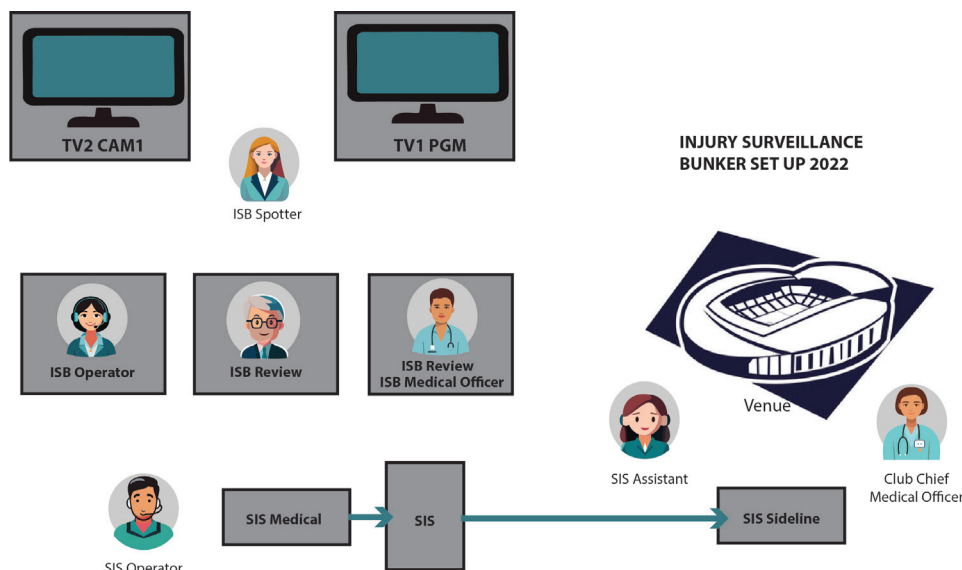 TV2 CAM1
TV1 PGM
INJURY SURVEILLANCE
BUNKER SET UP 2022
ISB Spotter
ISB Operator
ISB Review
ISB Review
ISB Medical Officer
Venue
SIS Assistant
Club Chief
Medical Officer
SIS Medical
SIS
SIS Sideline
SIS Operator